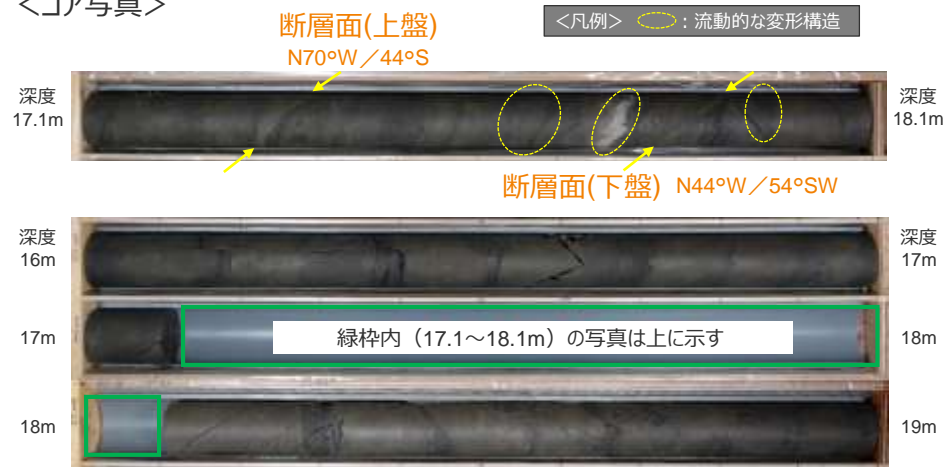 <コア写真>
<凡例> :流動的な変形構造
断層面(上盤)
N70°W/44°S
深度
17.1m
深度
18.1m
断層面(下盤) N44°W/54°SW
深度
16m
深度
17m
17m
緑枠内(17.1~18.1m)の写真は上に示す
18m
18m
19m